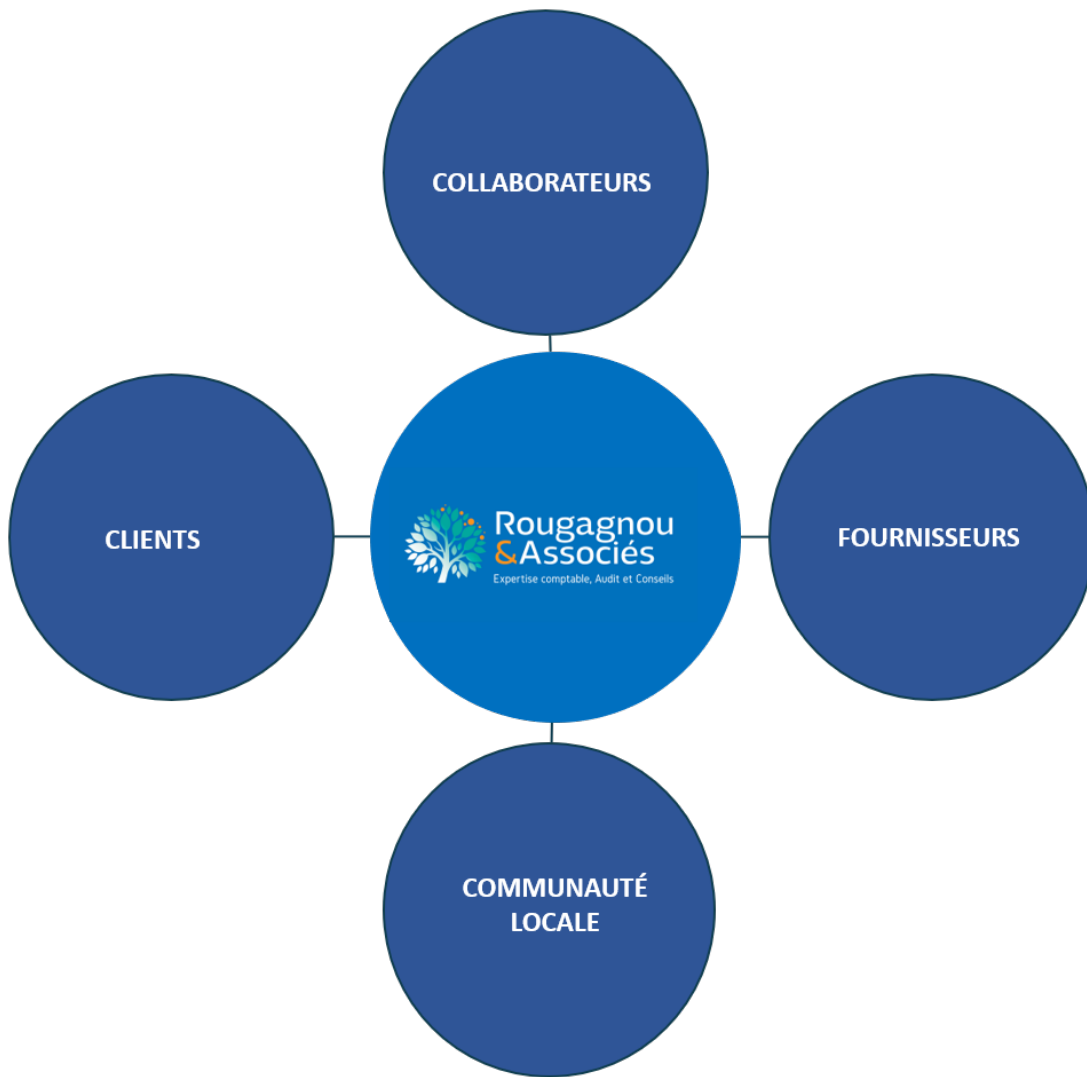 COLLABORATEURS
CLIENTS
Rougagnou
&Associés
Expertise comptable, Audit et Conseils
FOURNISSEURS
COMMUNAUTÉ
LOCALE